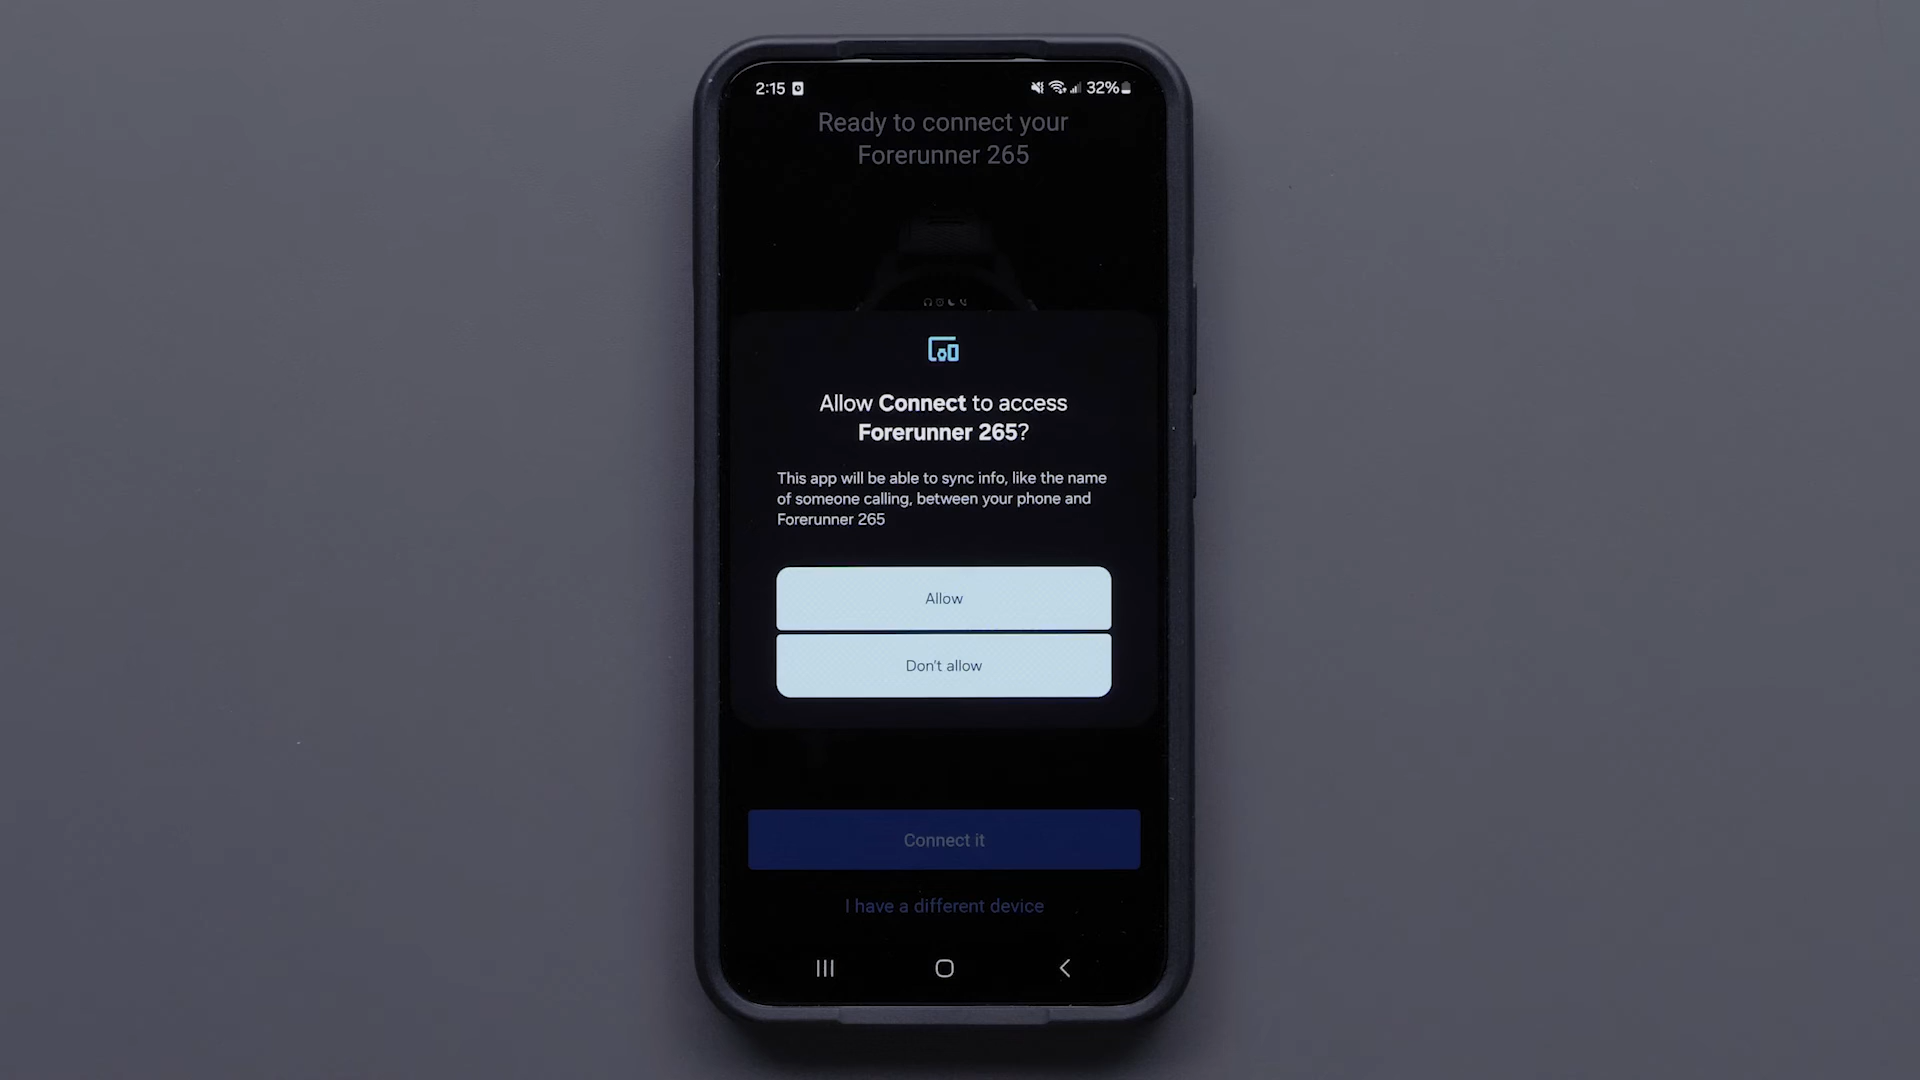 2:15 32%
Ready to connect your
Forerunner 265
Allow Connect to access
Forerunner 265?
This app will be able to sync info, like the name
of someone calling, between your phone and
Forerunner 265
Allow
Don't allow
Connect it
I have a different device